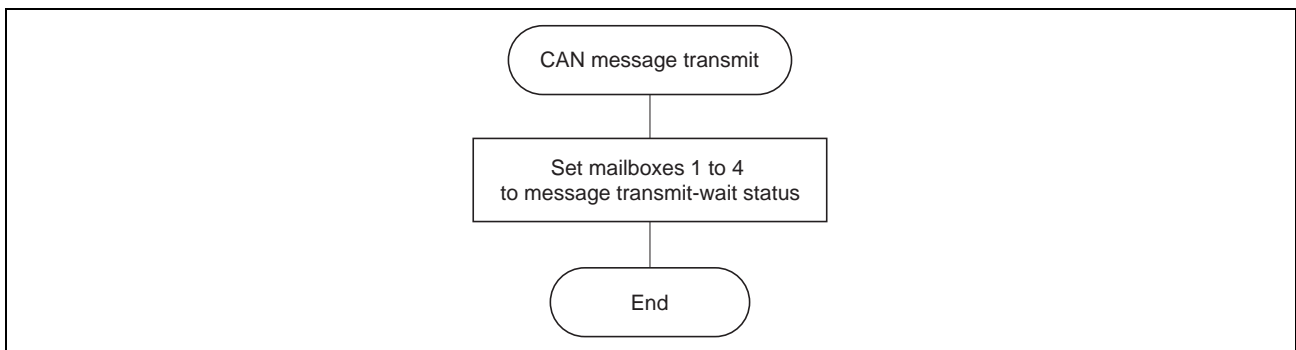 CAN message transmit
Set mailboxes 1 to 4
to message transmit-wait status
End